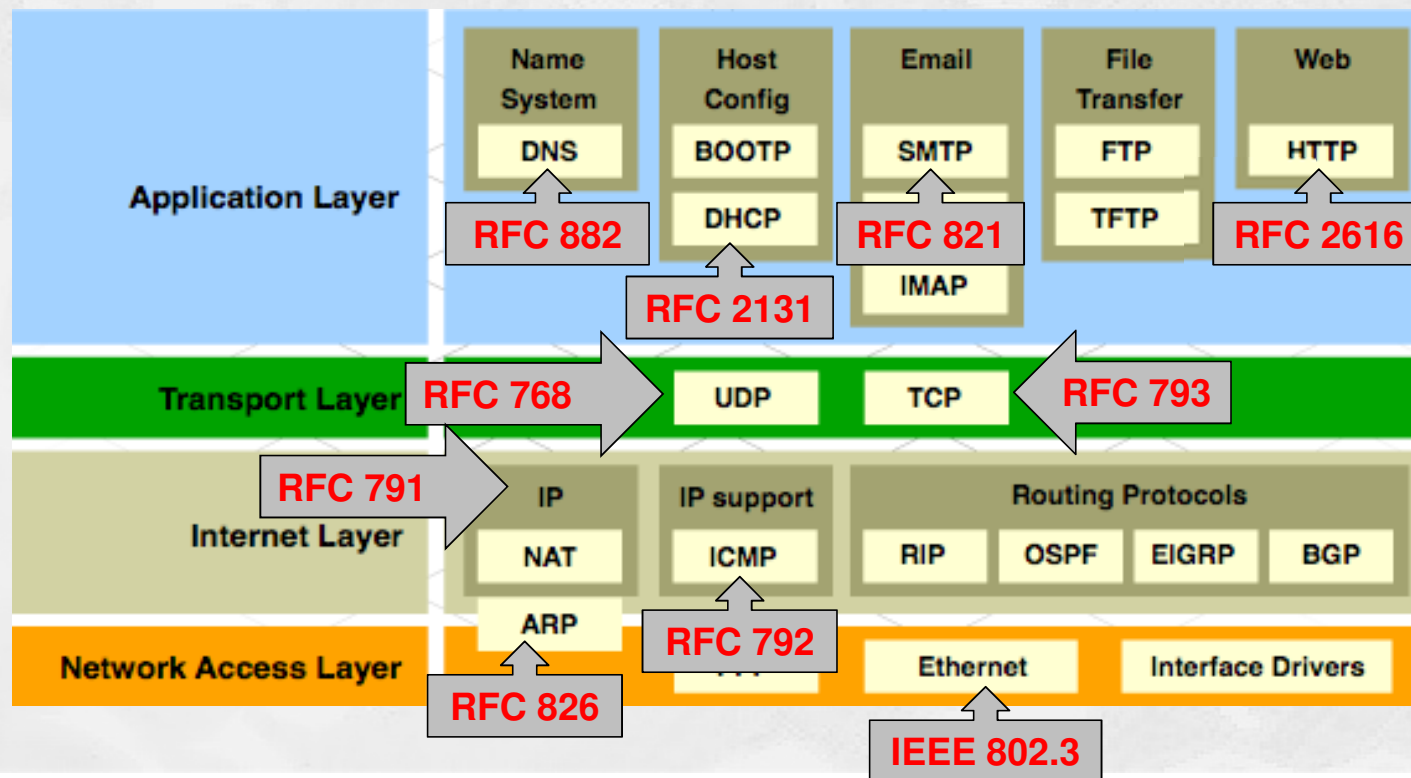 Name
System
DNS
RFC 882
Host
Config
BOOTP
DHCP
RFC 2131
Email
SMTP
RFC 821
IMAP
File
Transfer
FTP
TFTP
Web
HTTP
RFC 2616
Application Layer
Transport Layer
RFC 768
UDP
TCP
RFC 793
RFC 791
Internet Layer
IP
NAT
ARP
RFC 826
IP support
ICMP
RFC 792
Routing Protocols
RIP
OSPF
EIGRP
BGP
Network Access Layer
Ethernet
IEEE 802.3
Interface Drivers